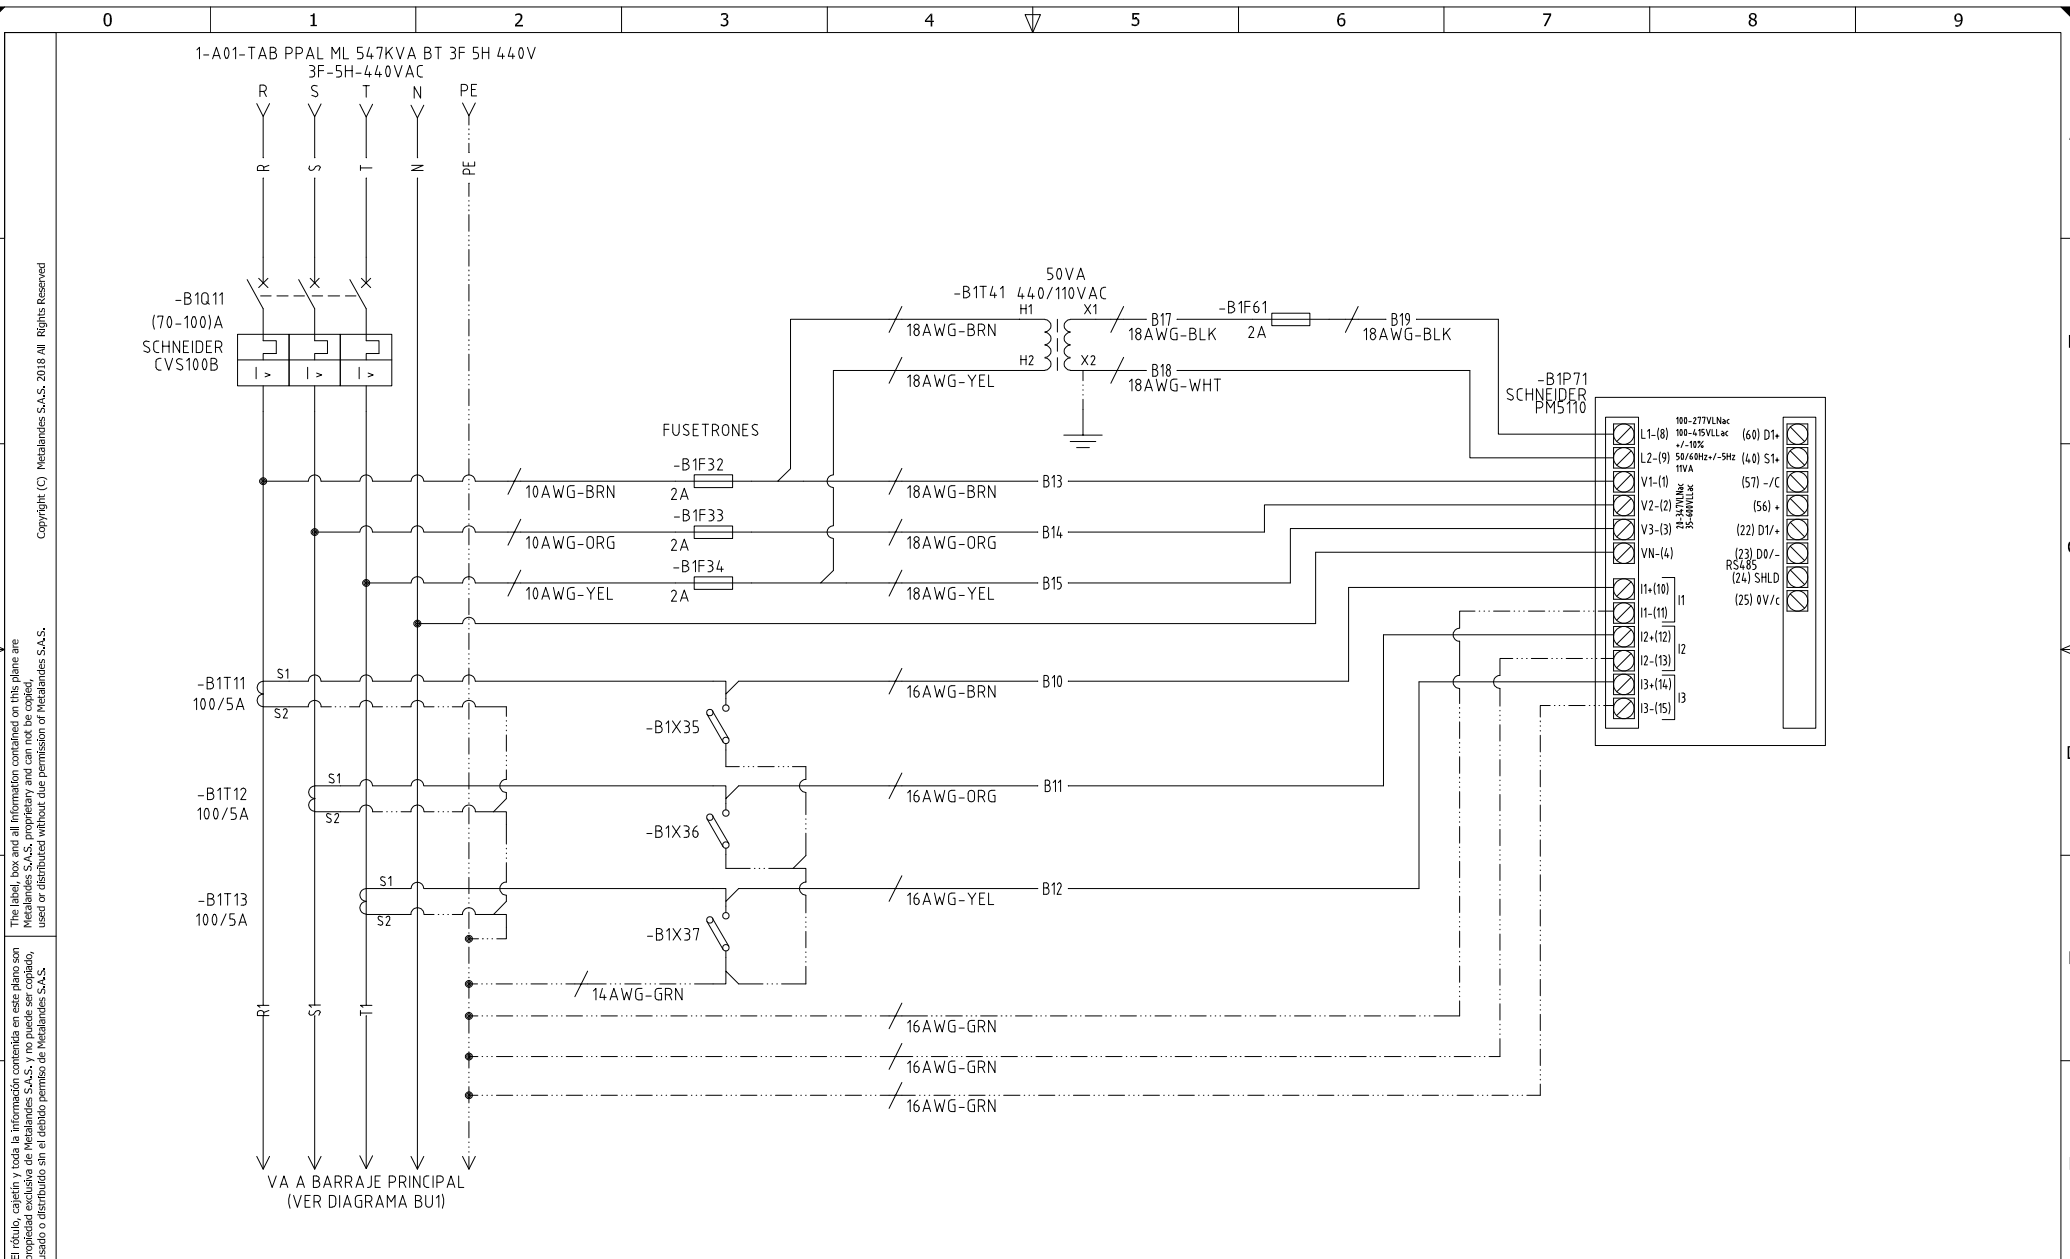 0 1 2 3 4 5 6 7 8 9
1-A01-TAB PPAL ML 547KVA BT 3F 5H 440V
3F-5H-440VAC
R S T N PE
R S T N PE
-B1Q11
(70-100)A
SCHNEIDER
CVS100B
I > I > I >
50VA
-B1T41 440/110VAC
H1 X1
H2 X2
18AWG-BRN
18AWG-YEL
B17
18AWG-BLK
-B1F61
2A
B19
18AWG-BLK
B18
18AWG-WHT
FUSETRONES
-B1F32
2A
10AWG-BRN
18AWG-BRN
B13
-B1F33
2A
10AWG-ORG
18AWG-ORG
B14
-B1F34
2A
10AWG-YEL
18AWG-YEL
B15
-B1P71
SCHNEIDER
PM5110
L1-(8)
L2-(9)
V1-(1)
V2-(2)
V3-(3)
VN-(4)
I1+(10)
I1-(11)
I1
I2+(12)
I2-(13)
I2
I3+(14)
I3-(15)
I3
100-277VLNac
100-415VLLac
+/-10%
50/60Hz+/-5Hz
11VA
20-347VLNac
35-600VLLac
(60) D1+
(40) S1+
(57) -/C
(56) +
(22) D1/+
(23) D0/-
RS485
(24) SHLD
(25) 0V/c
-B1T11
100/5A
S1
S2
-B1X35
16AWG-BRN
B10
-B1T12
100/5A
S1
S2
-B1X36
16AWG-ORG
B11
-B1T13
100/5A
S1
S2
-B1X37
16AWG-YEL
B12
14AWG-GRN
16AWG-GRN
16AWG-GRN
16AWG-GRN
R1 S1 T1
VA A BARRAJE PRINCIPAL
(VER DIAGRAMA BU1)
Copyright (C) Metalandes S.A.S. 2018 All Rights Reserved
The label, box and all information contained on this plane are
Metalandes S.A.S. proprietary and can not be copied,
used or distributed without due permission of Metalandes S.A.S.
El rótulo, cajetín y toda la información contenida en este plano son
propiedad exclusiva de Metalandes S.A.S. y no puede ser copiado,
usado o distribuido sin el debido permiso de Metalandes S.A.S.